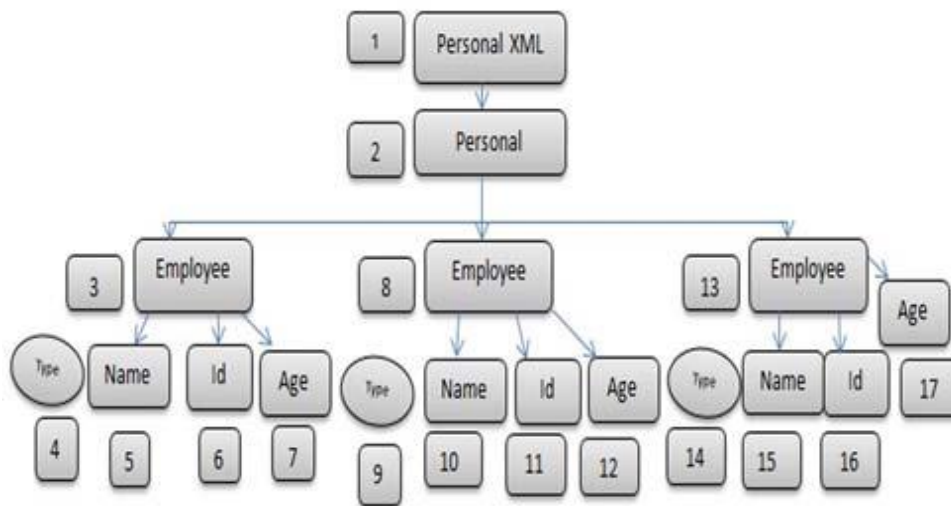 1
Personal XML
2
Personal
3
Employee
8
Employee
13
Employee
Age
Type
Name
Id
Age
Type
Name
Id
Age
Type
Name
Id
17
4
5
6
7
9
10
11
12
14
15
16